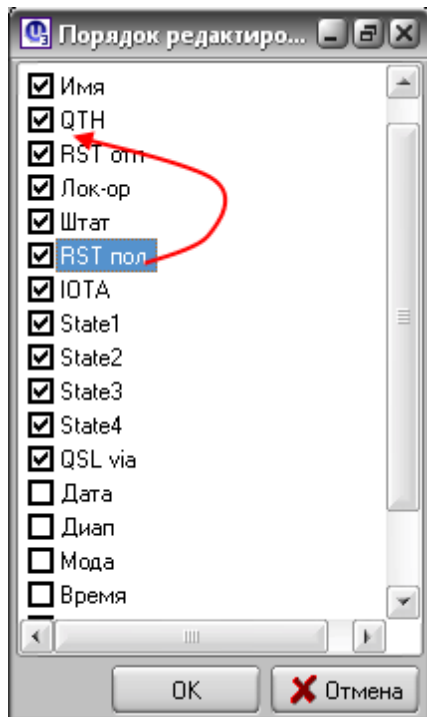 Порядок редактиро...
Имя
QTH
RST отп
Лок-ор
Штат
RST пол
IOTA
State1
State2
State3
State4
QSL via
Дата
Диап
Мода
Время
OK
Отмена